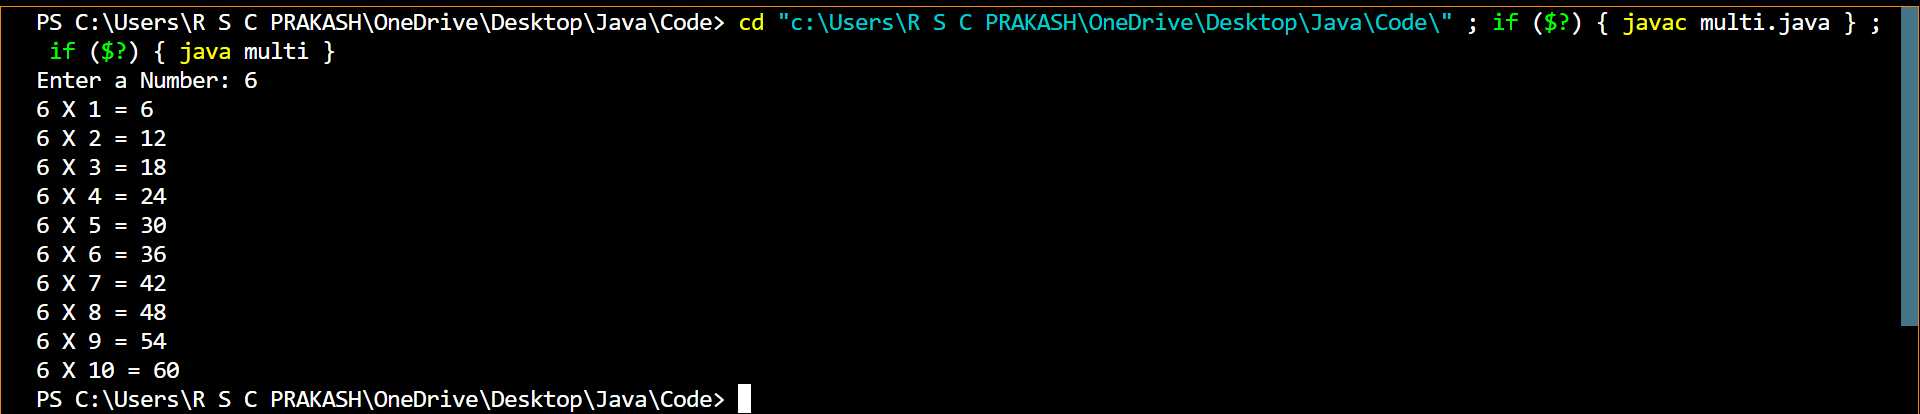 PS C:\Users\R S C PRAKASH\OneDrive\Desktop\Java\Code> cd "c:\Users\R S C PRAKASH\OneDrive\Desktop\Java\Code\" ; if ($?) { javac multi.java } ;
if ($?) { java multi }
Enter a Number: 6
6 X 1 = 6
6 X 2 = 12
6 X 3 = 18
6 X 4 = 24
6 X 5 = 30
6 X 6 = 36
6 X 7 = 42
6 X 8 = 48
6 X 9 = 54
6 X 10 = 60
PS C:\Users\R S C PRAKASH\OneDrive\Desktop\Java\Code>